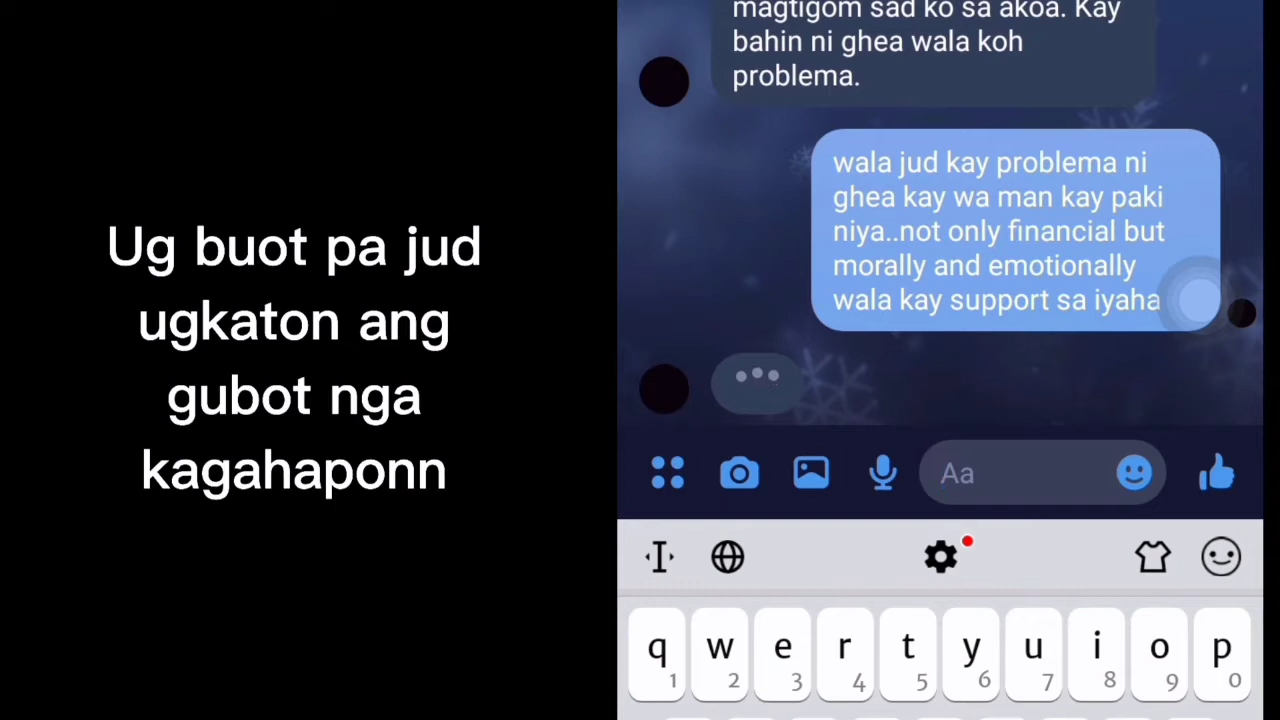 Ug buot pa jud
ugkaton ang
gubot nga
kagahaponn
magtigom sad ko sa akoa. Kay
bahin ni ghea wala koh
problema.
wala jud kay problema ni
ghea kay wa man kay paki
niya..not only financial but
morally and emotionally
wala kay support sa iyaha
Aa
q w e r t y u i o p
1 2 3 4 5 6 7 8 9 0